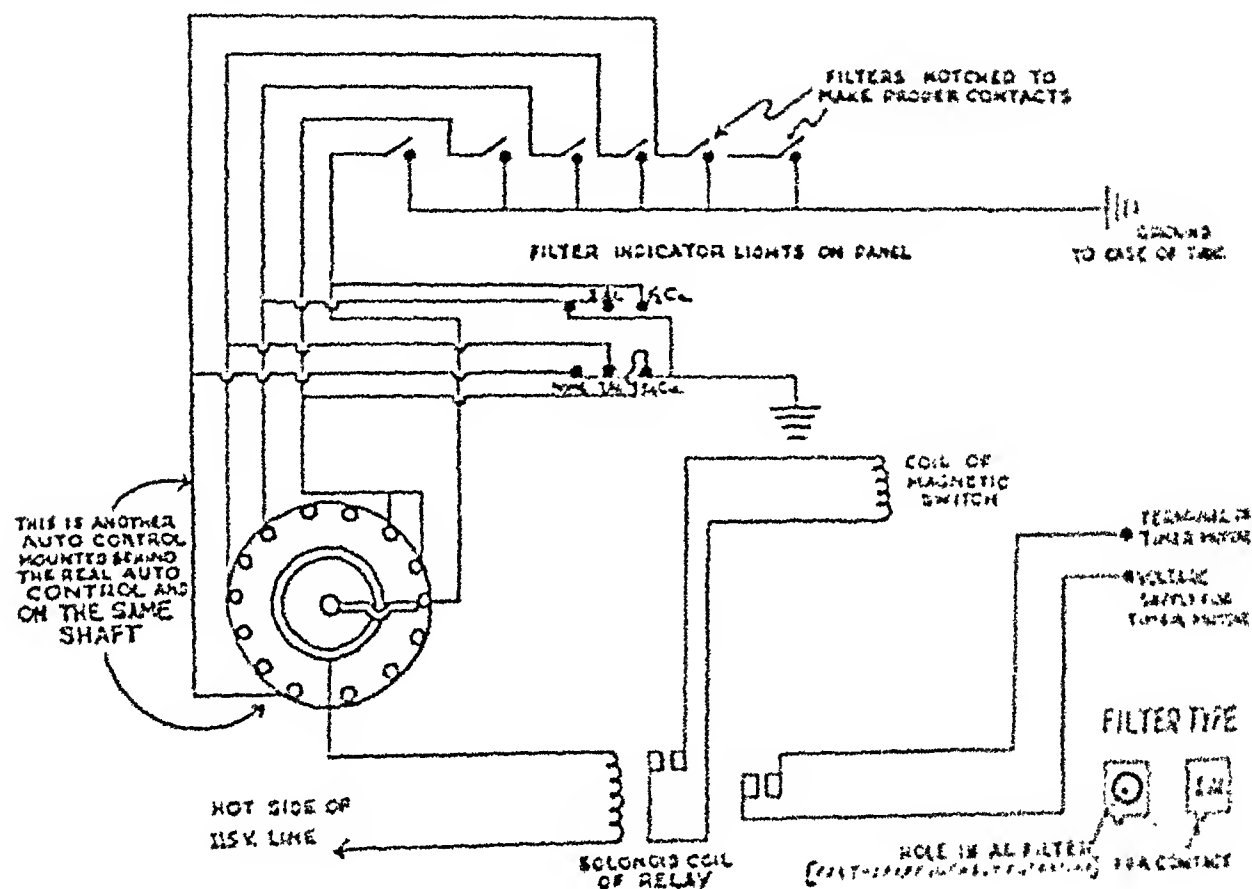 FILTERS NOTCHED TO
MAKE PROPER CONTACTS
GROUND
TO CASE OF
FILTER INDICATOR LIGHTS ON PANEL
COIL OF
MAGNETIC
SWITCH
THIS IS ANOTHER
AUTO CONTROL
MOUNTED BEHIND
THE REAL AUTO
CONTROL AND
ON THE SAME
SHAFT
TERMINAL OF
TIMER MOTOR
VOLTAGE
SUPPLY FOR
TIMER MOTOR
FILTER TYPE
HOT SIDE OF
115V. LINE
SOLONOID COIL
OF RELAY
HOLE IN AL FILTER
FOR CONTACT